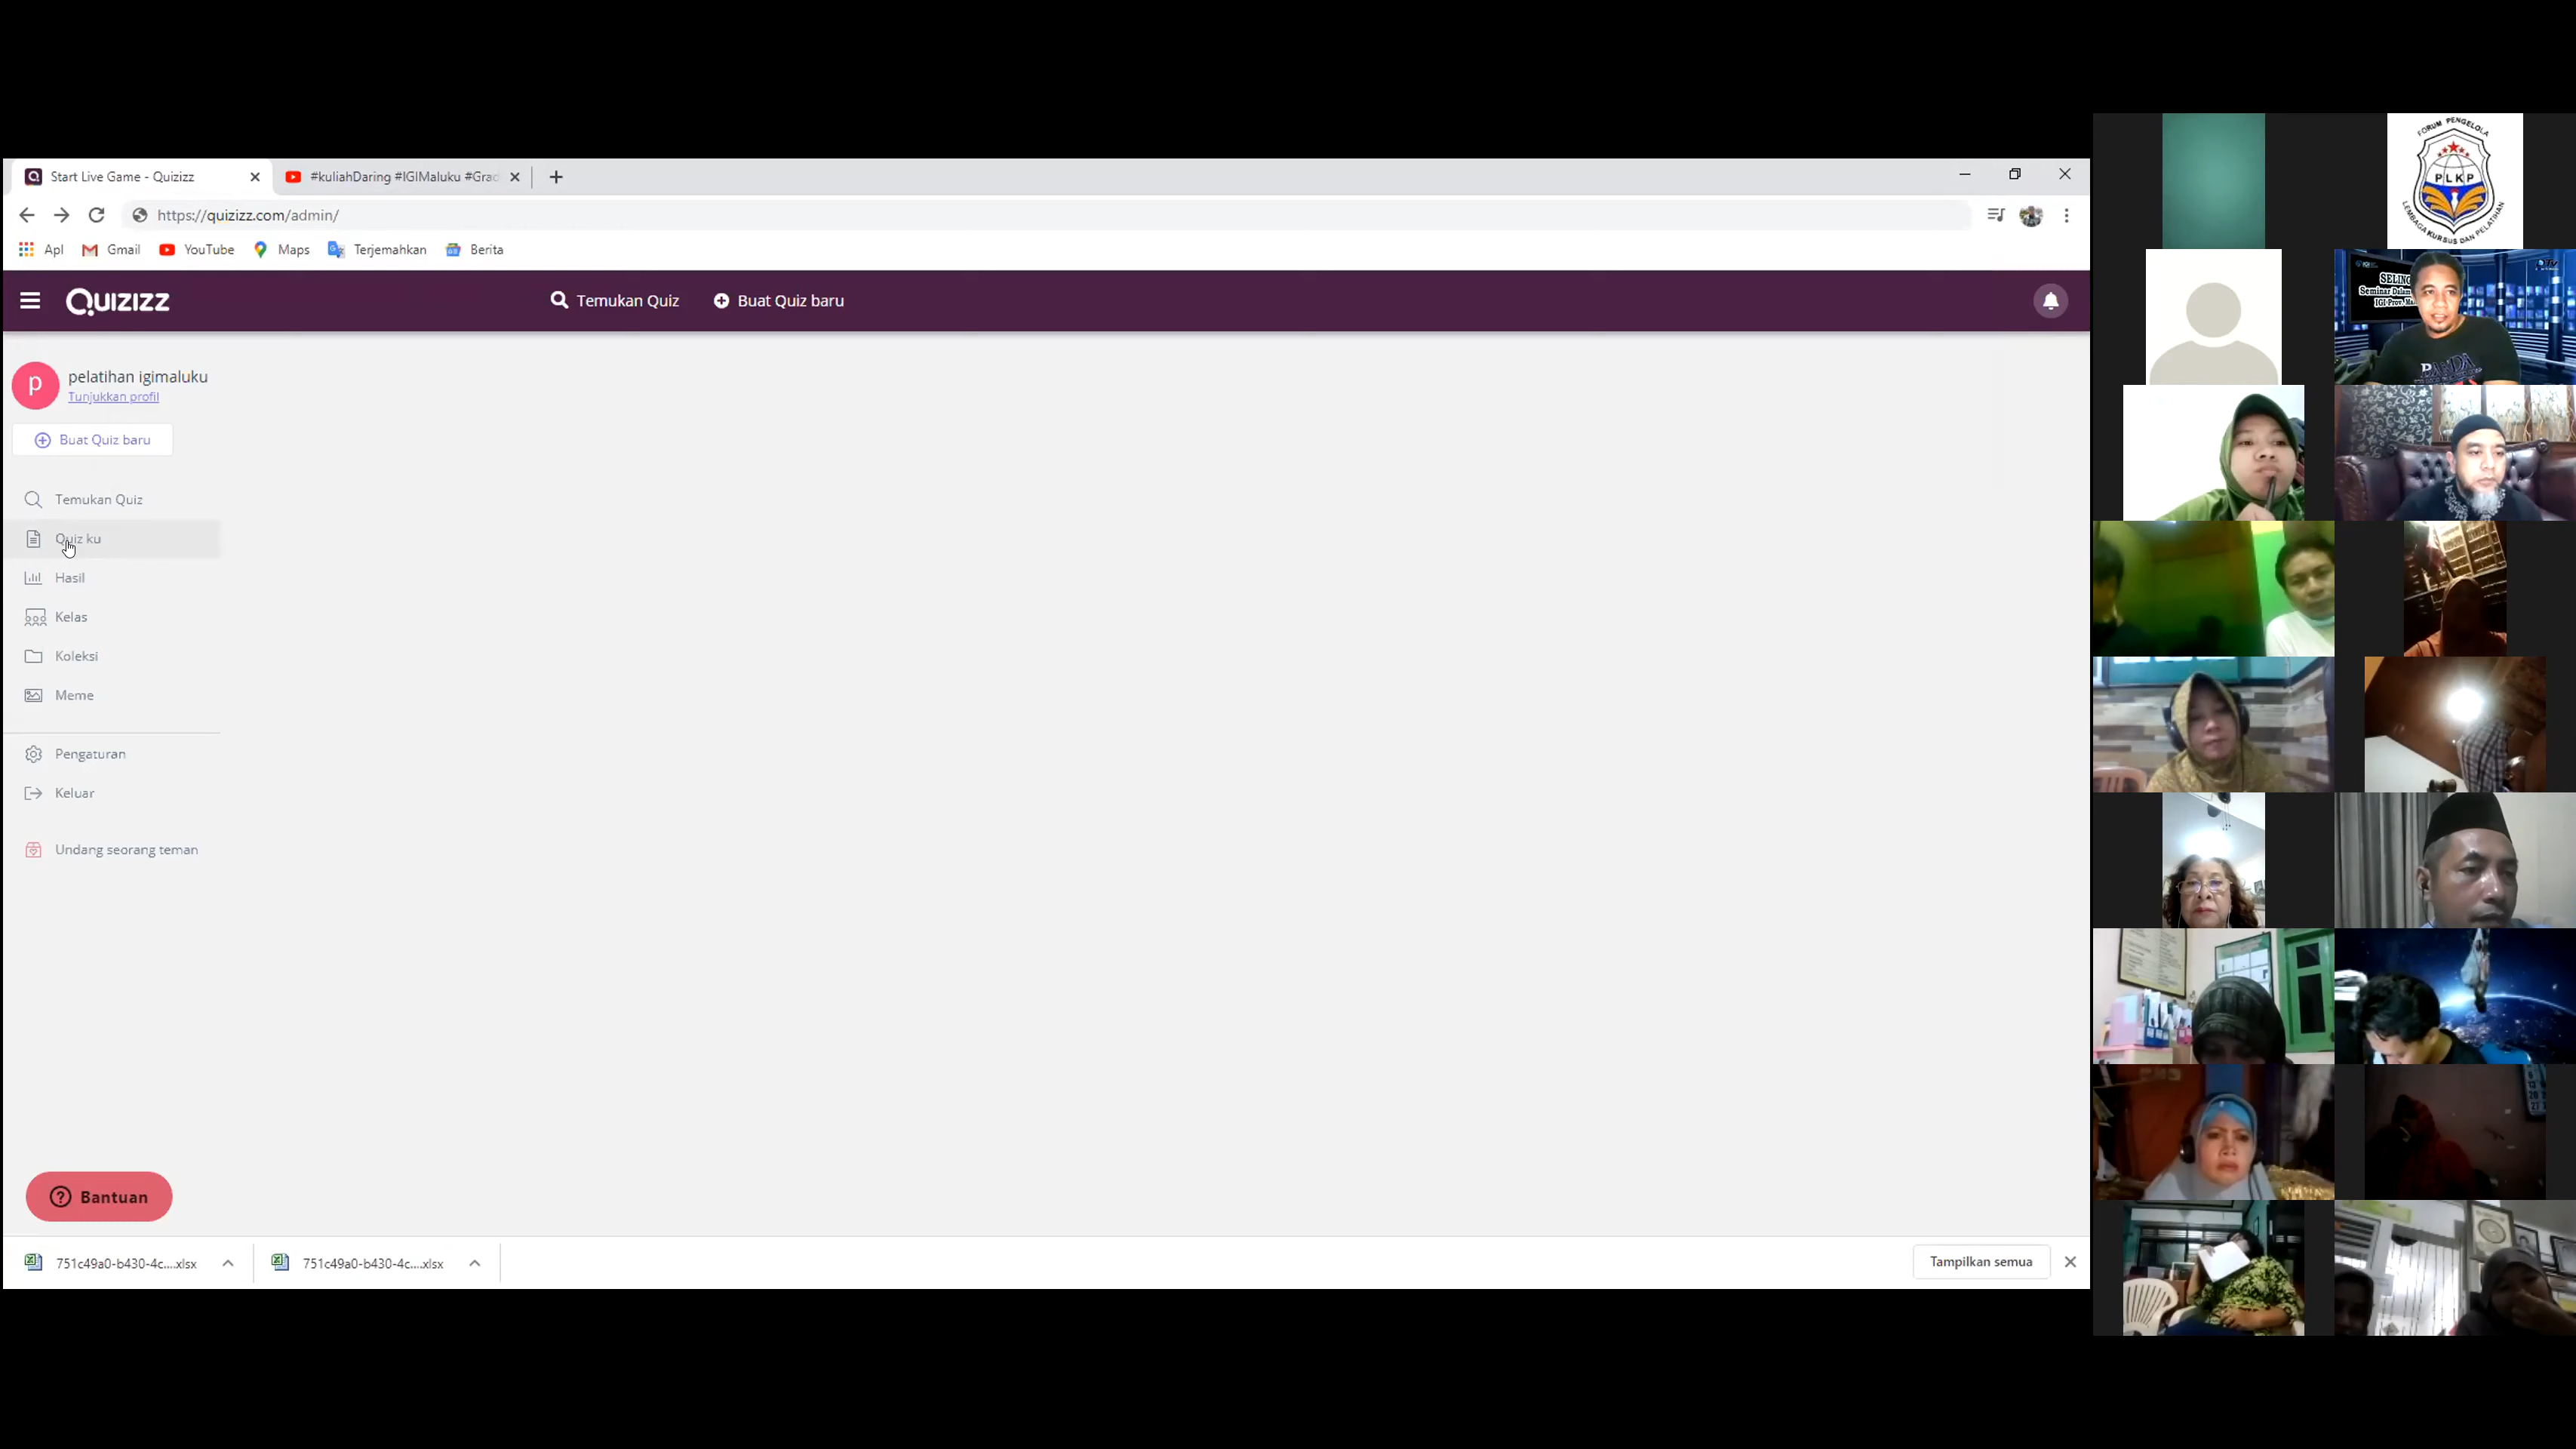 Start Live Game - Quizizz
#kuliahDaring #IGIMaluku #Grad
https://quizizz.com/admin/
Apl
Gmail
YouTube
Maps
Terjemahkan
Berita
QUIZIZZ
Temukan Quiz
Buat Quiz baru
p
pelatihan igimaluku
Tunjukkan profil
Buat Quiz baru
Temukan Quiz
Quiz ku
Hasil
Kelas
Koleksi
Meme
Pengaturan
Keluar
Undang seorang teman
Bantuan
751c49a0-b430-4c....xlsx
751c49a0-b430-4c....xlsx
Tampilkan semua
FORUM PENGELOLA
PLKP
LEMBAGA KURSUS DAN PELATIHAN
Seminar
IGI
BANDA